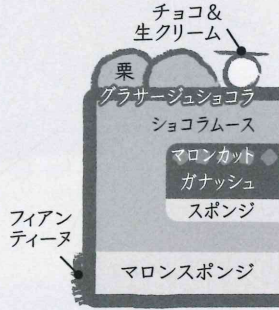 チョコ&
生クリーム
栗
グラサージュショコラ
ショコラムース
マロンカット
ガナッシュ
スポンジ
フィアン
ティーヌ
マロンスポンジ